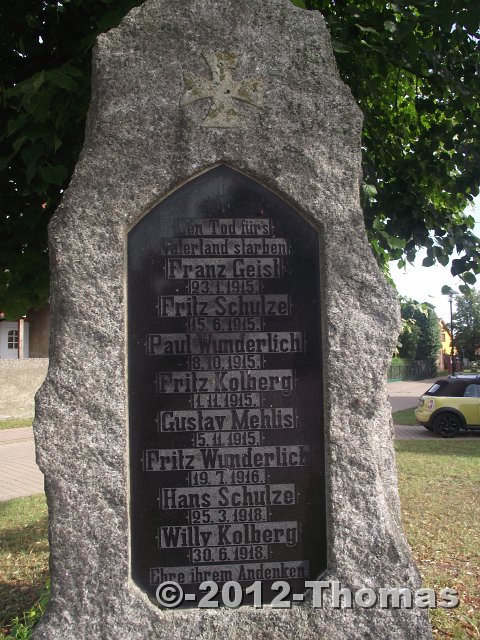 Den Tod fürs
Vaterland starben
Franz Geist
23.1.1915.
Fritz Schulze
15.6.1915.
Paul Wunderlich
8.10.1915.
Fritz Kolberg
1.11.1915.
Gustav Mehlis
5.11.1915.
Fritz Wunderlich
19.7.1916.
Hans Schulze
25.3.1918.
Willy Kolberg
30.6.1918.
Ehre ihrem Andenken
©-2012-Thomas